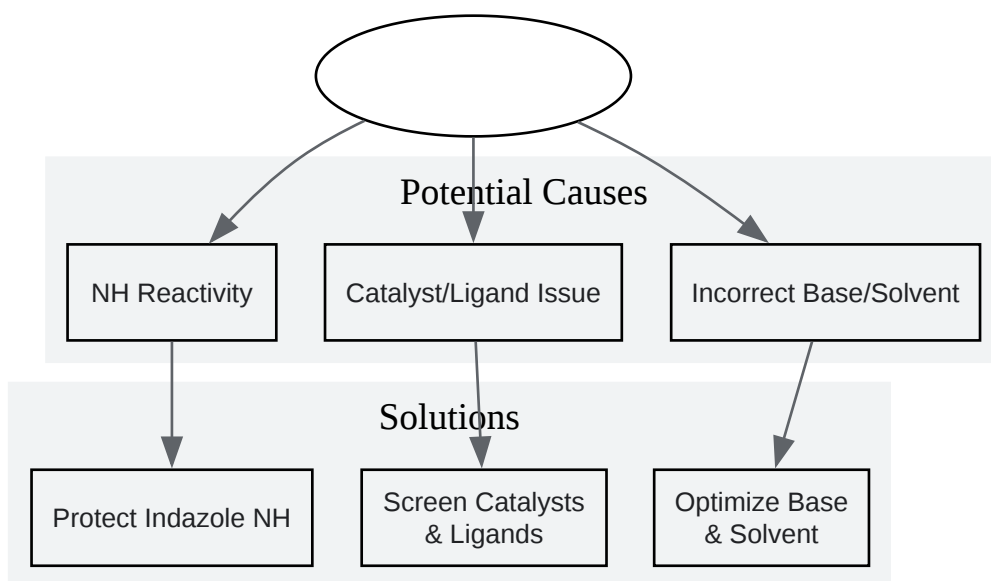 Potential Causes
NH Reactivity
Catalyst/Ligand Issue
Incorrect Base/Solvent
Solutions
Protect Indazole NH
Screen Catalysts
& Ligands
Optimize Base
& Solvent